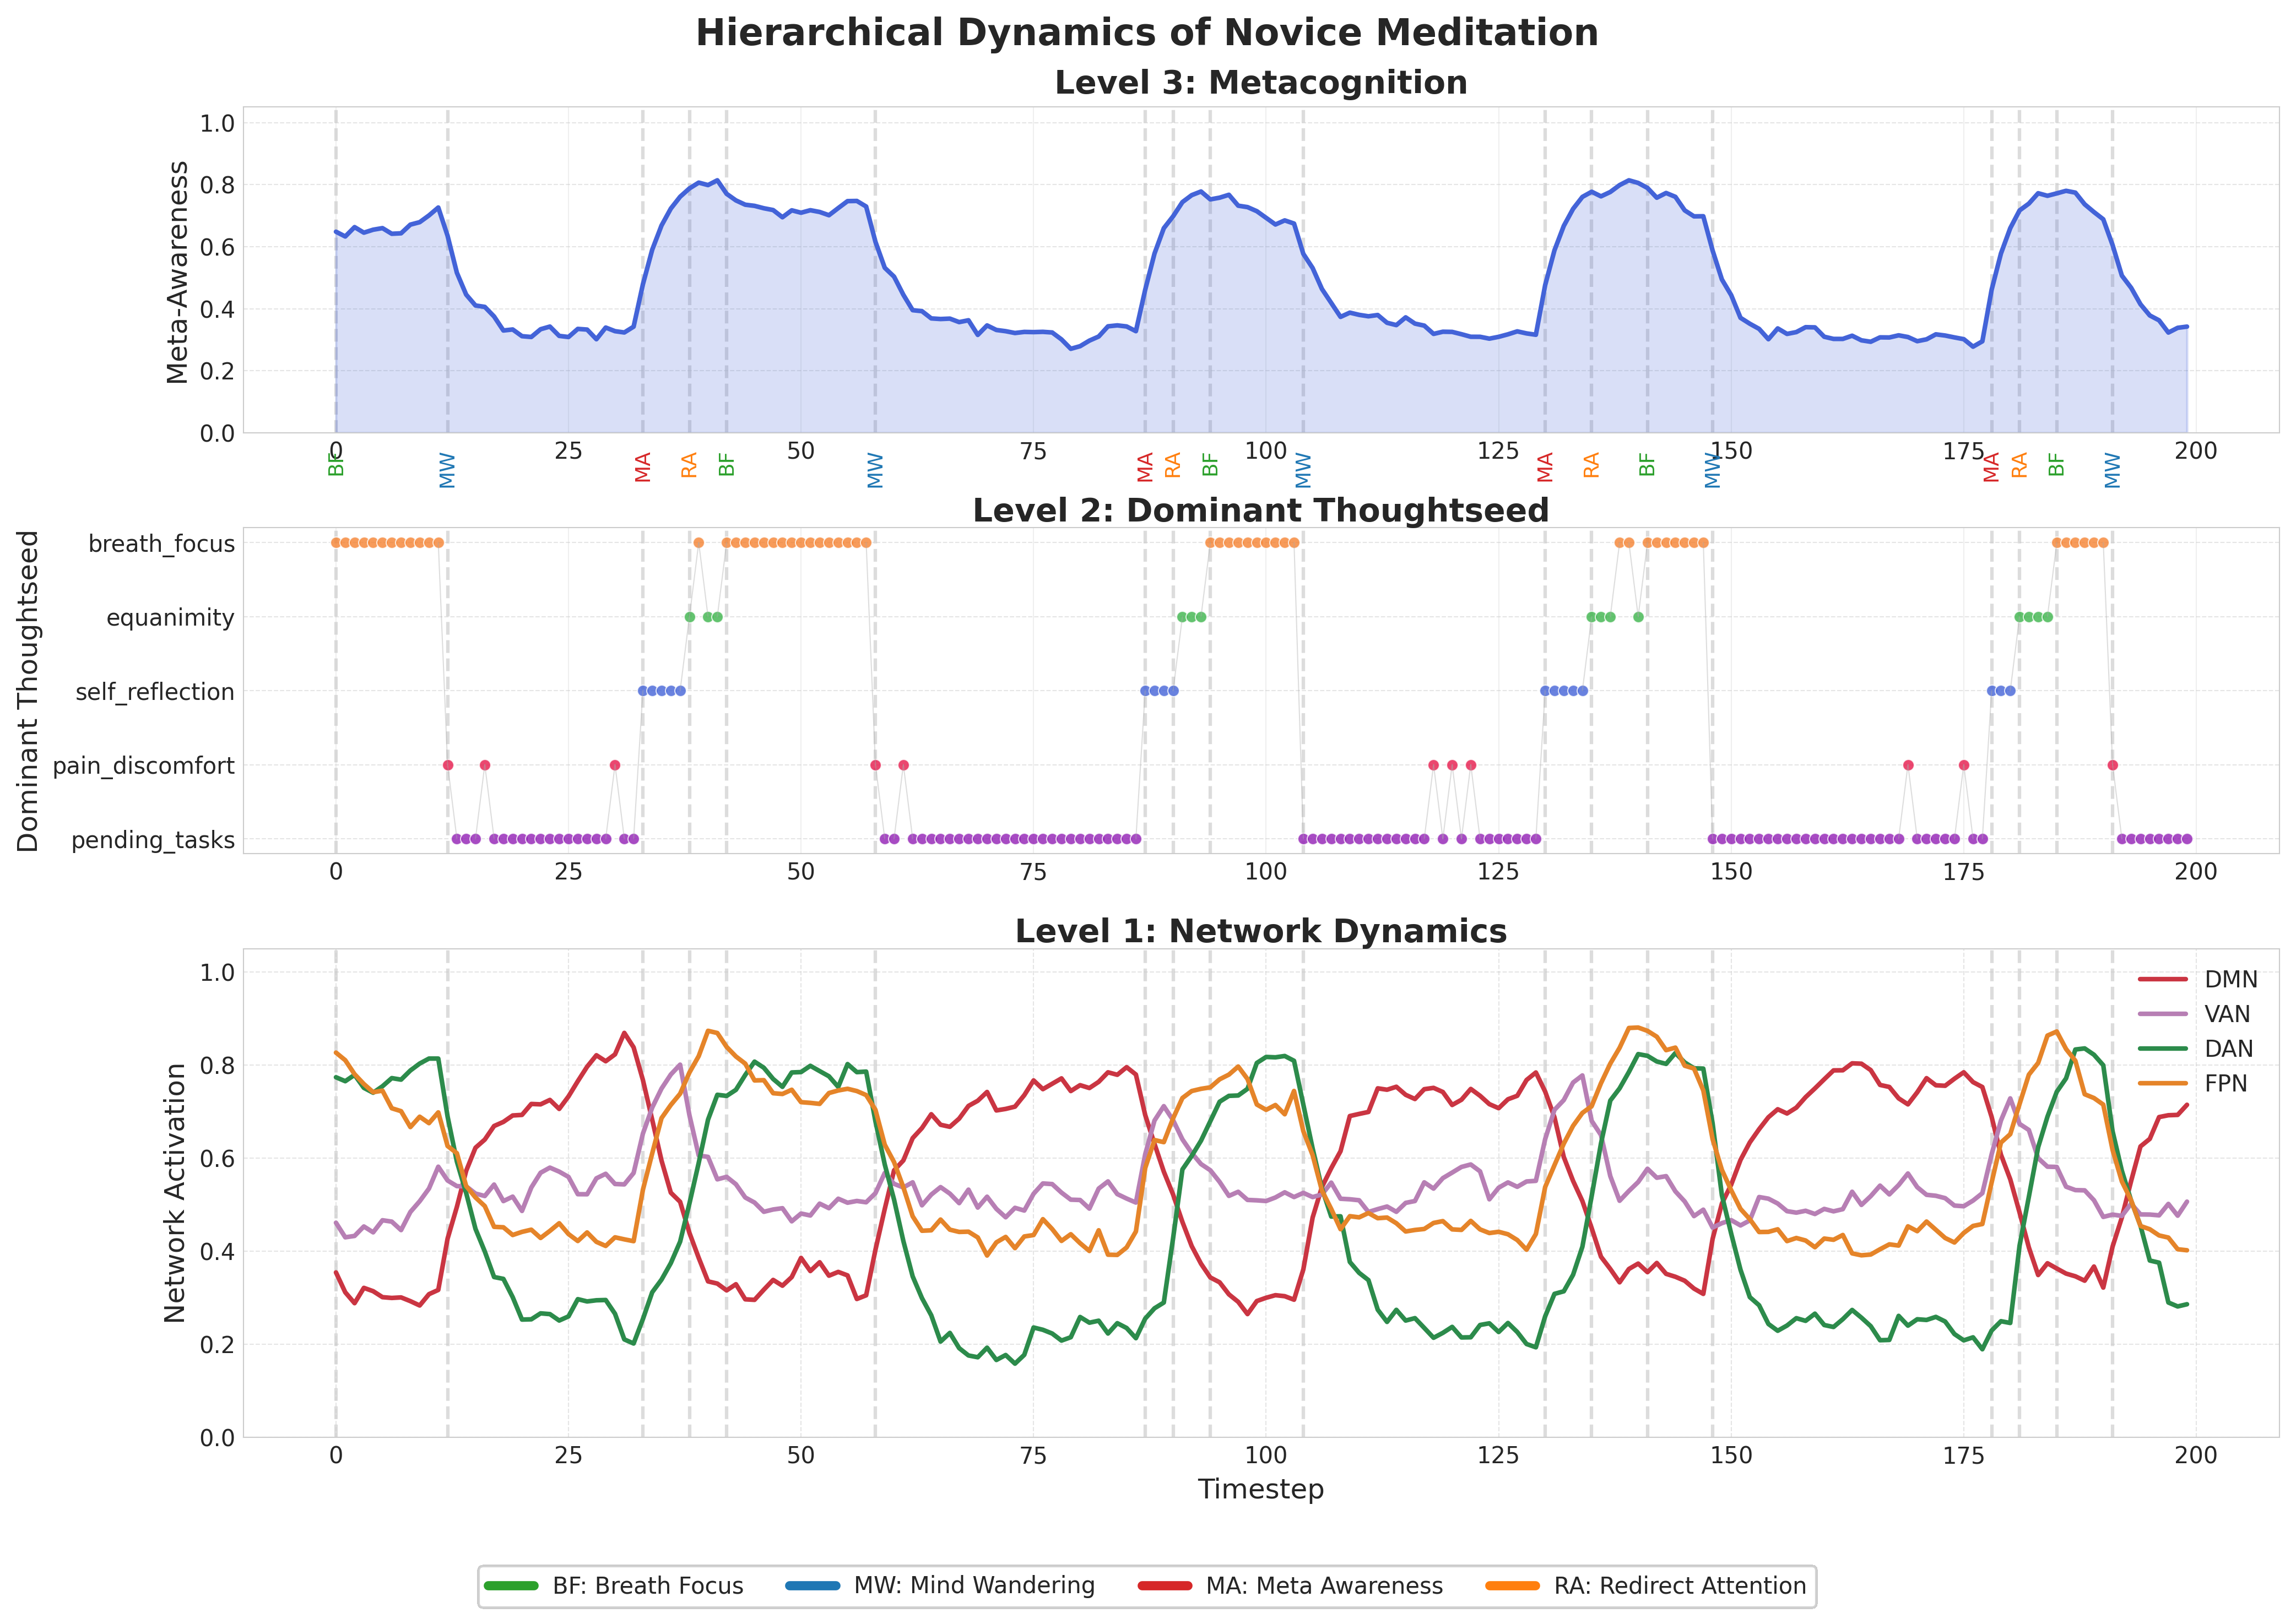 Hierarchical Dynamics of Novice Meditation
Level 3: Metacognition
Meta-Awareness
1.0
0.8
0.6
0.4
0.2
0.0
0 25 50 75 100 125 150 175 200
BF MW MA RA BF MW MA RA BF MW MA RA BF MW MA RA BF MW
Level 2: Dominant Thoughtseed
Dominant Thoughtseed
breath_focus
equanimity
self_reflection
pain_discomfort
pending_tasks
0 25 50 75 100 125 150 175 200
Level 1: Network Dynamics
Network Activation
1.0
0.8
0.6
0.4
0.2
0.0
DMN
VAN
DAN
FPN
0 25 50 75 100 125 150 175 200
Timestep
BF: Breath Focus MW: Mind Wandering MA: Meta Awareness RA: Redirect Attention